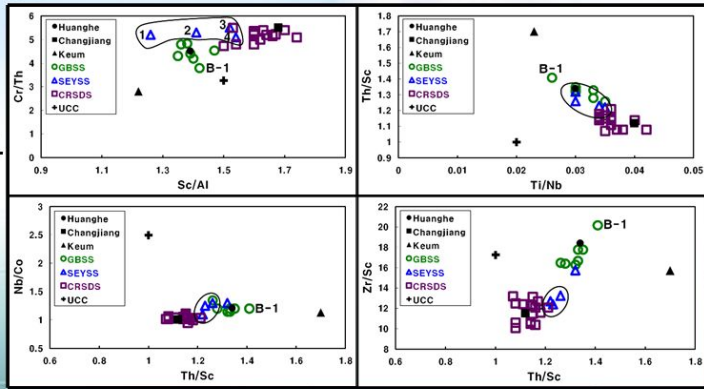 Cr/Th
6
5
4
3
2
1
0
Huanghe
Changjiang
Keum
GBSS
SEYSS
CRSDS
UCC
1
2
3
4
B-1
0.9
1.1
1.3
1.5
1.7
1.9
Sc/Al
Th/Sc
1.8
1.7
1.6
1.5
1.4
1.3
1.2
1.1
1
0.9
B-1
Huanghe
Changjiang
Keum
GBSS
SEYSS
CRSDS
UCC
0
0.01
0.02
0.03
0.04
0.05
Ti/Nb
Nb/Co
3
2.5
2
1.5
1
0.5
Huanghe
Changjiang
Keum
GBSS
SEYSS
CRSDS
UCC
B-1
0.6
0.8
1
1.2
1.4
1.6
1.8
Th/Sc
Zr/Sc
22
20
18
16
14
12
10
8
Huanghe
Changjiang
Keum
GBSS
SEYSS
CRSDS
UCC
B-1
0.6
0.8
1
1.2
1.4
1.6
1.8
Th/Sc